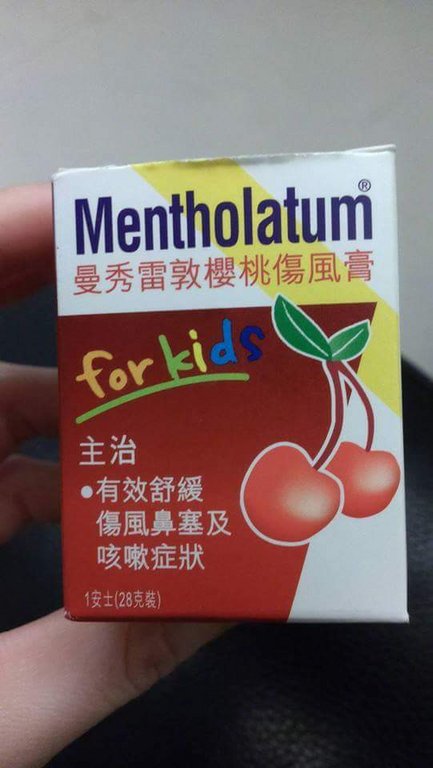 Mentholatum®
曼秀雷敦櫻桃傷風膏
for kids
主治
●有效舒緩
傷風鼻塞及
咳嗽症狀
1安士(28克裝)